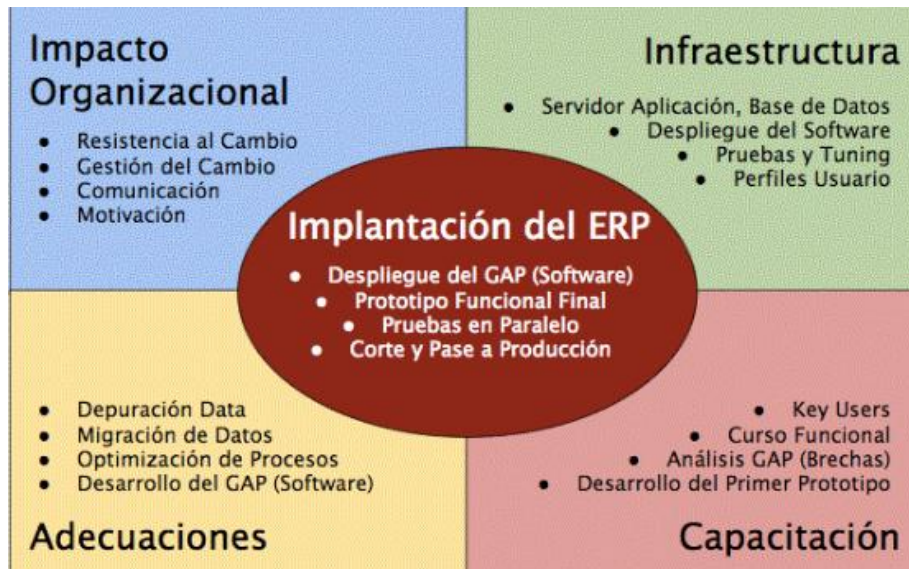 Impacto
Organizacional
● Resistencia al Cambio
● Gestión del Cambio
● Comunicación
● Motivación
Infraestructura
● Servidor Aplicación, Base de Datos
● Despliegue del Software
● Pruebas y Tuning
● Perfiles Usuario
Implantación del ERP
● Despliegue del GAP (Software)
● Prototipo Funcional Final
● Pruebas en Paralelo
● Corte y Pase a Producción
● Depuración Data
● Migración de Datos
● Optimización de Procesos
● Desarrollo del GAP (Software)
Adecuaciones
● Key Users
● Curso Funcional
● Análisis GAP (Brechas)
● Desarrollo del Primer Prototipo
Capacitación